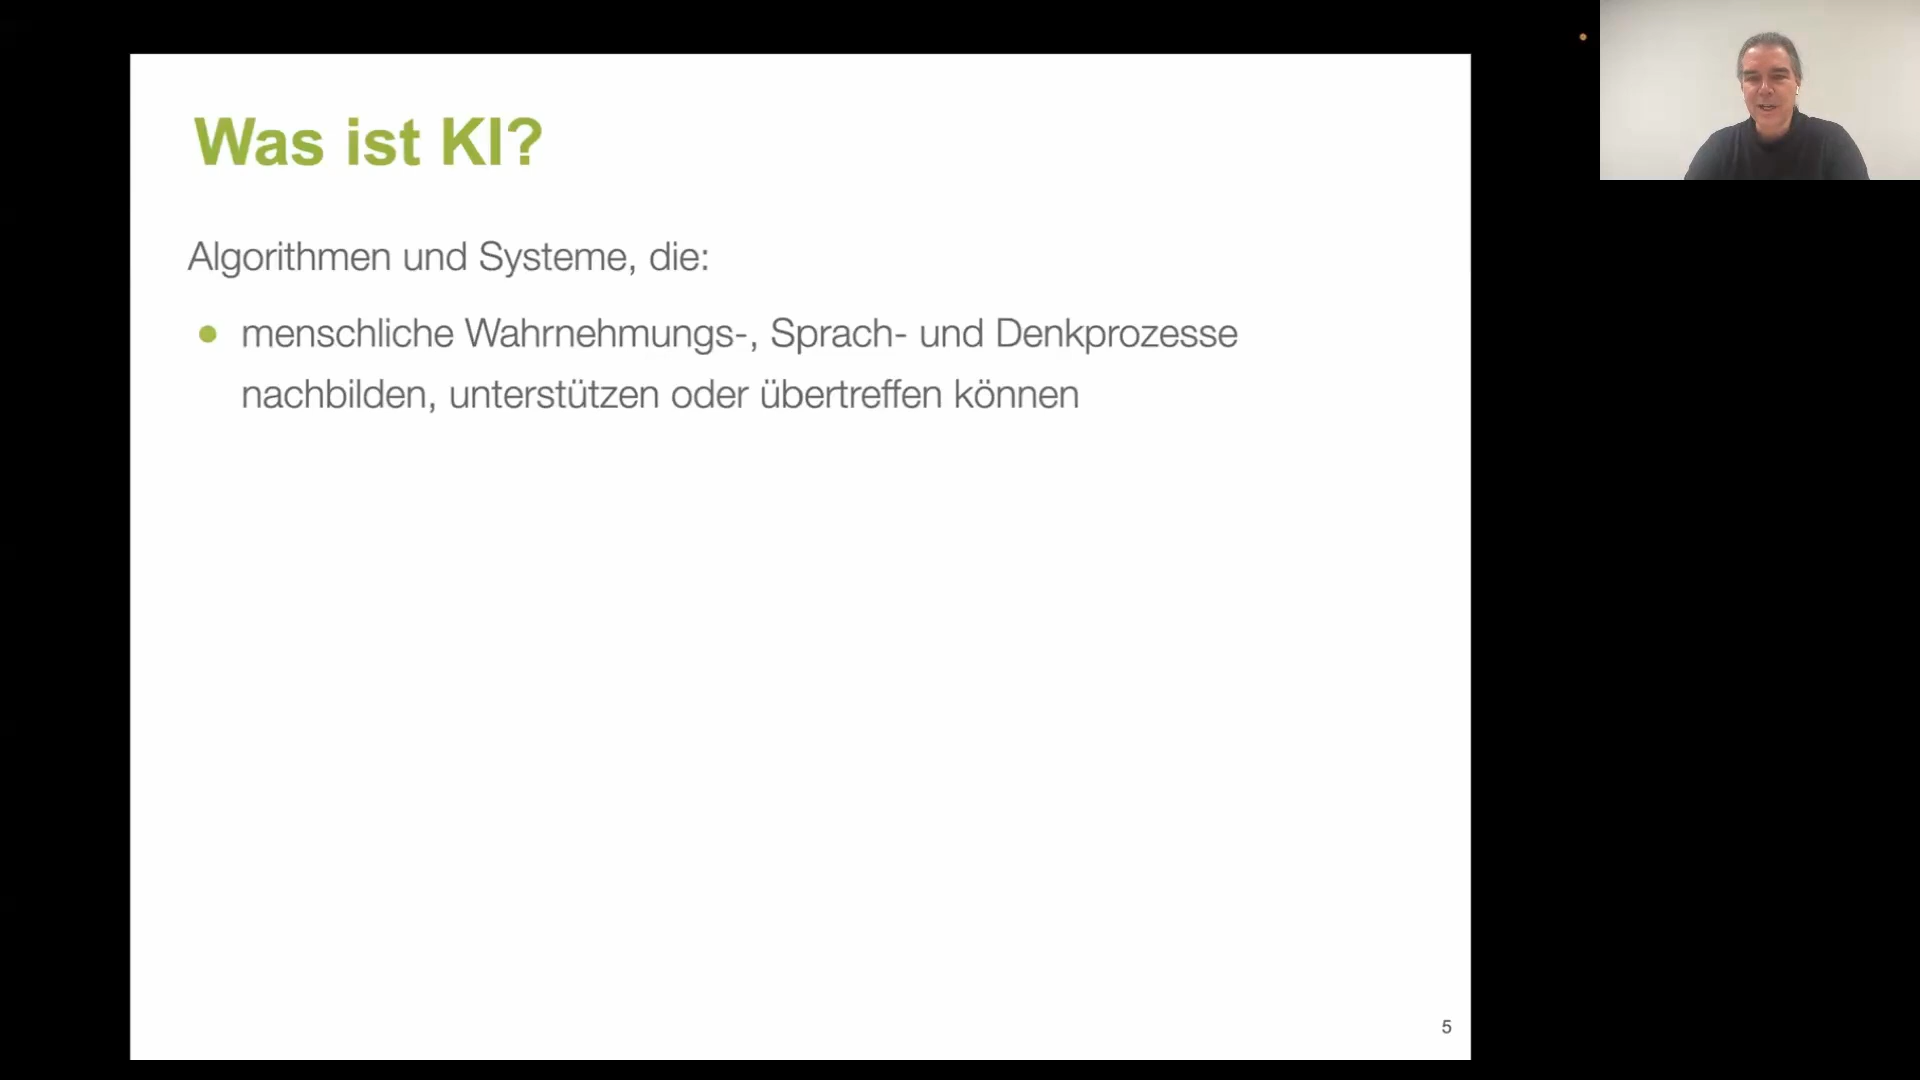 Was ist KI?
Algorithmen und Systeme, die:
● menschliche Wahrnehmungs-, Sprach- und Denkprozesse
nachbilden, unterstützen oder übertreffen können
5